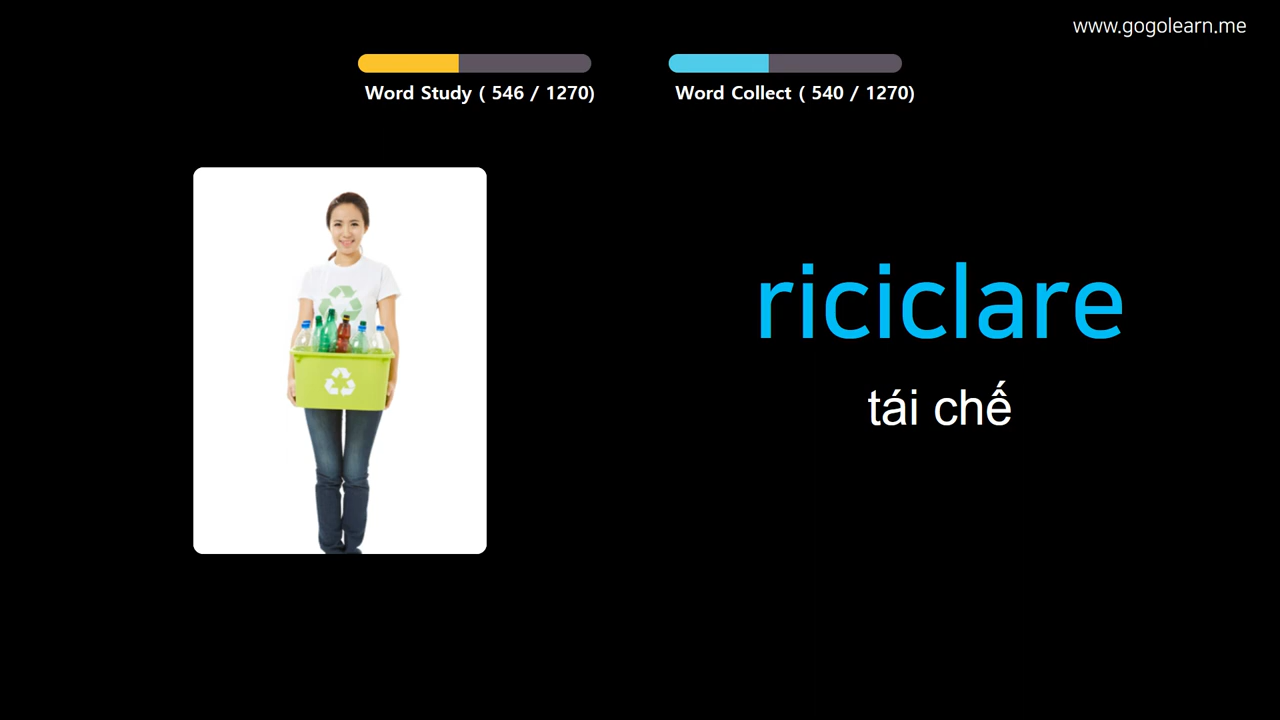 www.gogolearn.me
Word Study ( 546 / 1270)
Word Collect ( 540 / 1270)
riciclare
tái chế